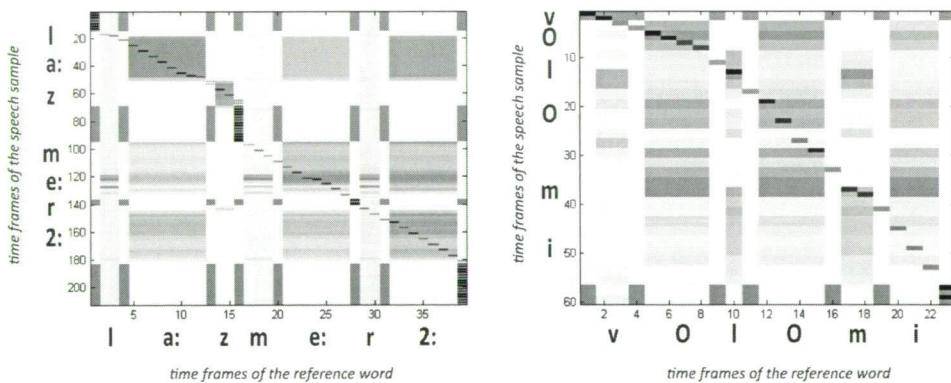 time frames of the speech sample
l
a:
z
m
e:
r
2:
20
40
60
80
100
120
140
160
180
200
5 10 15 20 25 30 35
l a: z m e: r 2:
time frames of the reference word
time frames of the speech sample
v
O
l
O
m
i
10
20
30
40
50
60
2 4 6 8 10 12 14 16 18 20 22
v O l O m i
time frames of the reference word